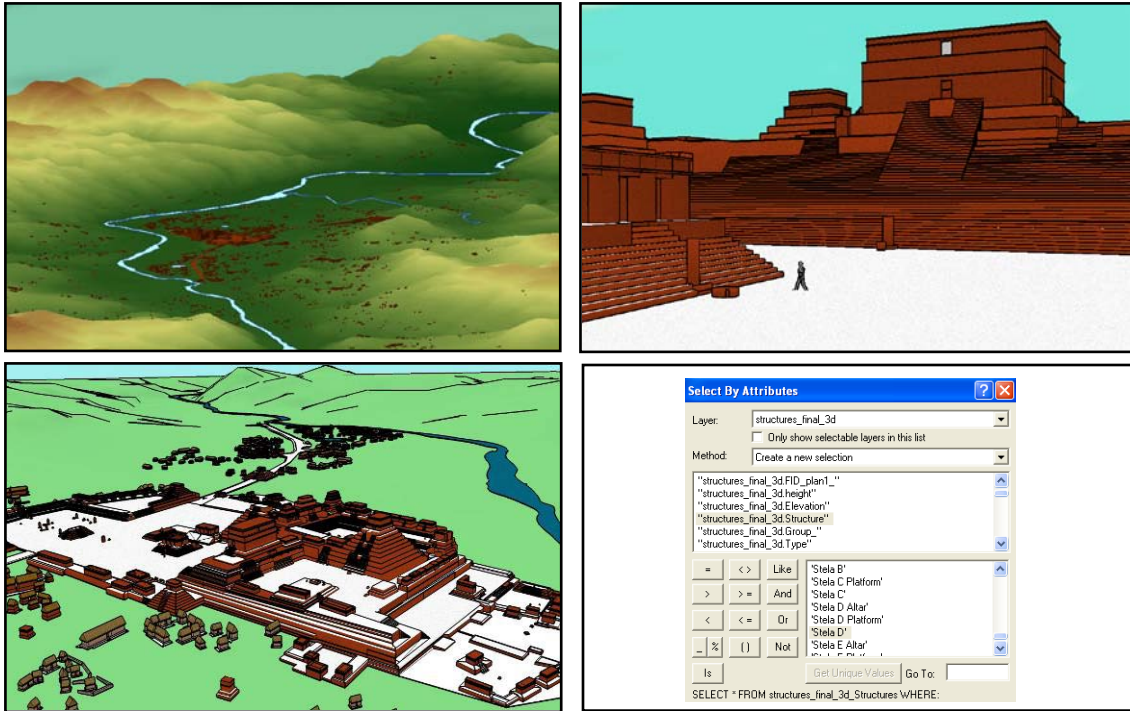 Select By Attributes
Layer: structures_final_3d
Only show selectable layers in this list
Method: Create a new selection
"structures_final_3d.FID_plan1_"
"structures_final_3d.height"
"structures_final_3d.Elevation"
"structures_final_3d.Structure"
"structures_final_3d.Group_"
"structures_final_3d.Type"
= < > Like
> > = And
< < = Or
_ % ( ) Not
Is
'Stela B'
'Stela C Platform'
'Stela C'
'Stela D Altar'
'Stela D Platform'
'Stela D'
'Stela E Altar'
Get Unique Values Go To:
SELECT * FROM structures_final_3d_Structures WHERE: